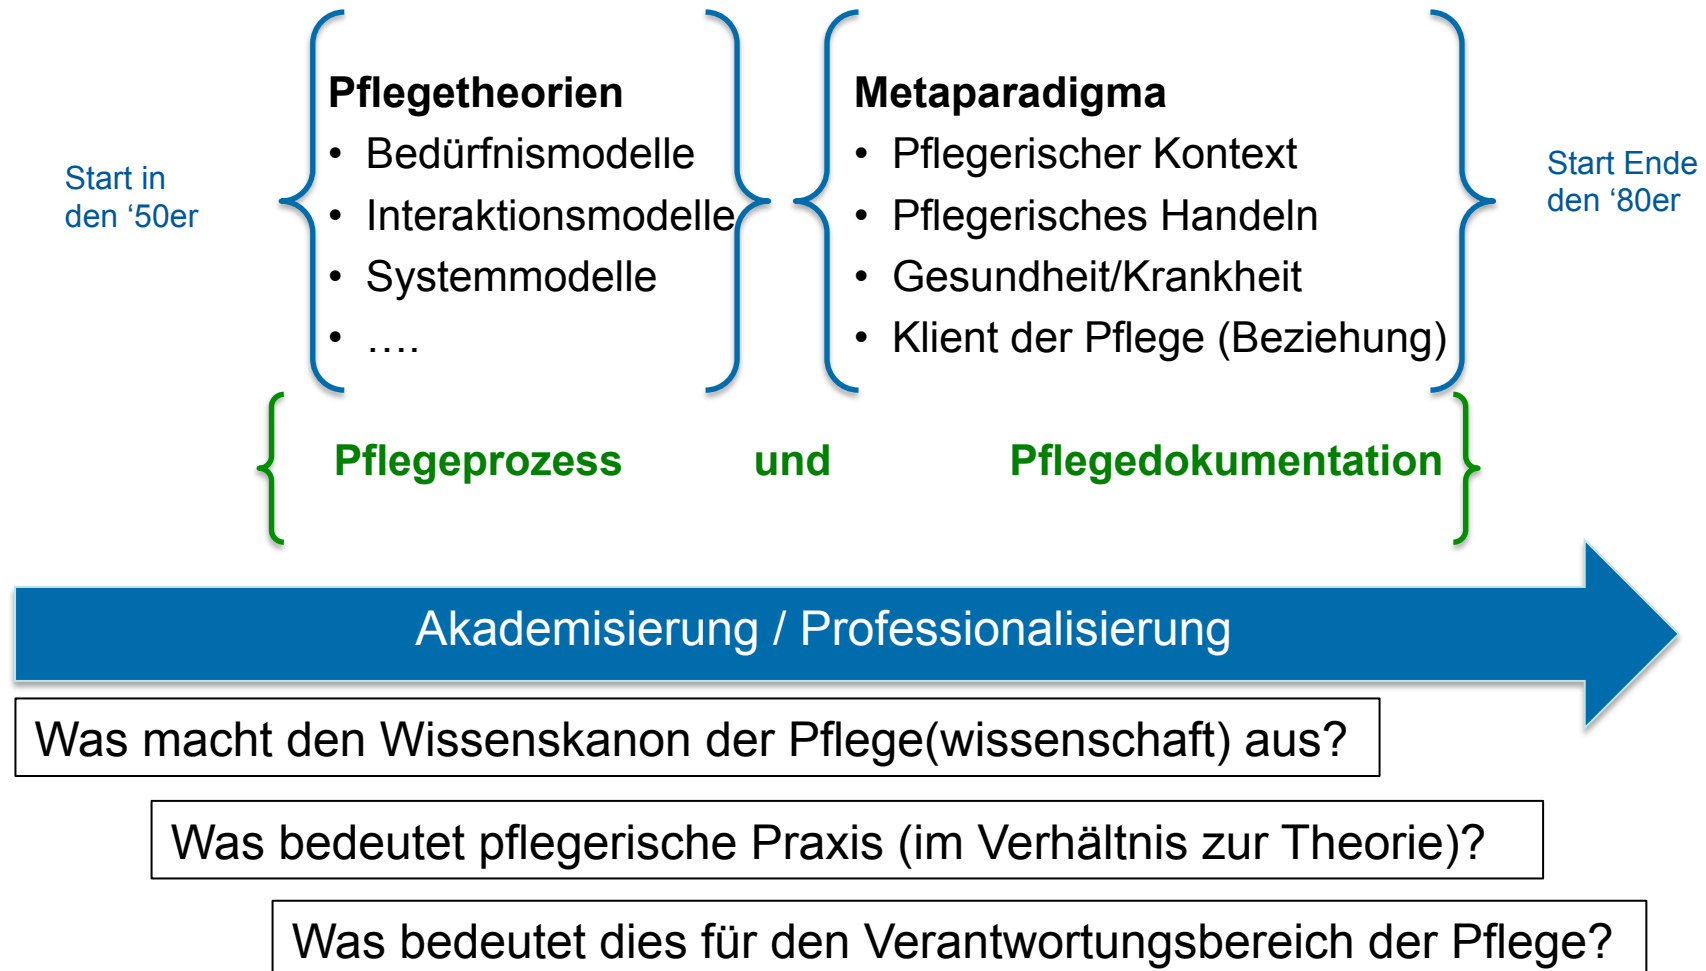 Start in
den ‘50er
Pflegetheorien
• Bedürfnismodelle
• Interaktionsmodelle
• Systemmodelle
• ….
Metaparadigma
• Pflegerischer Kontext
• Pflegerisches Handeln
• Gesundheit/Krankheit
• Klient der Pflege (Beziehung)
Start Ende
den ‘80er
Pflegeprozess und Pflegedokumentation
Akademisierung / Professionalisierung
Was macht den Wissenskanon der Pflege(wissenschaft) aus?
Was bedeutet pflegerische Praxis (im Verhältnis zur Theorie)?
Was bedeutet dies für den Verantwortungsbereich der Pflege?